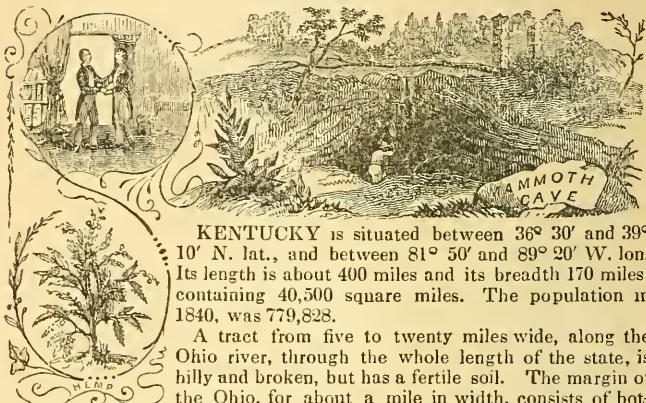 AMMOTH
CAVE
KENTUCKY is situated between 36° 30′ and 39°
10′ N. lat., and between 81° 50′ and 89° 20′ W. lon.
Its length is about 400 miles and its breadth 170 miles
containing 40,500 square miles. The population in
1840, was 779,828.
A tract from five to twenty miles wide, along the
Ohio river, through the whole length of the state, is
hilly and broken, but has a fertile soil. The margin of
the Ohio, for about a mile in width, consists of bot-
HEMP